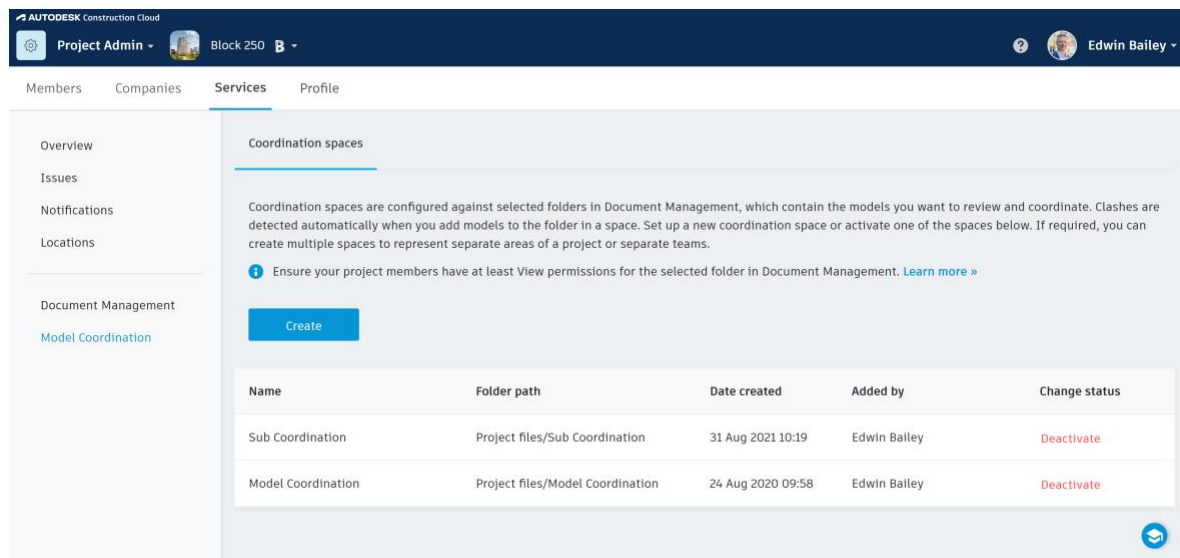 AUTODESK Construction Cloud
Project Admin
Block 250 B
Edwin Bailey
Members Companies Services Profile
Overview
Issues
Notifications
Locations
Document Management
Model Coordination
Coordination spaces
Coordination spaces are configured against selected folders in Document Management, which contain the models you want to review and coordinate. Clashes are
detected automatically when you add models to the folder in a space. Set up a new coordination space or activate one of the spaces below. If required, you can
create multiple spaces to represent separate areas of a project or separate teams.
Ensure your project members have at least View permissions for the selected folder in Document Management. Learn more »
Create
Name Folder path Date created Added by Change status
Sub Coordination Project files/Sub Coordination 31 Aug 2021 10:19 Edwin Bailey Deactivate
Model Coordination Project files/Model Coordination 24 Aug 2020 09:58 Edwin Bailey Deactivate